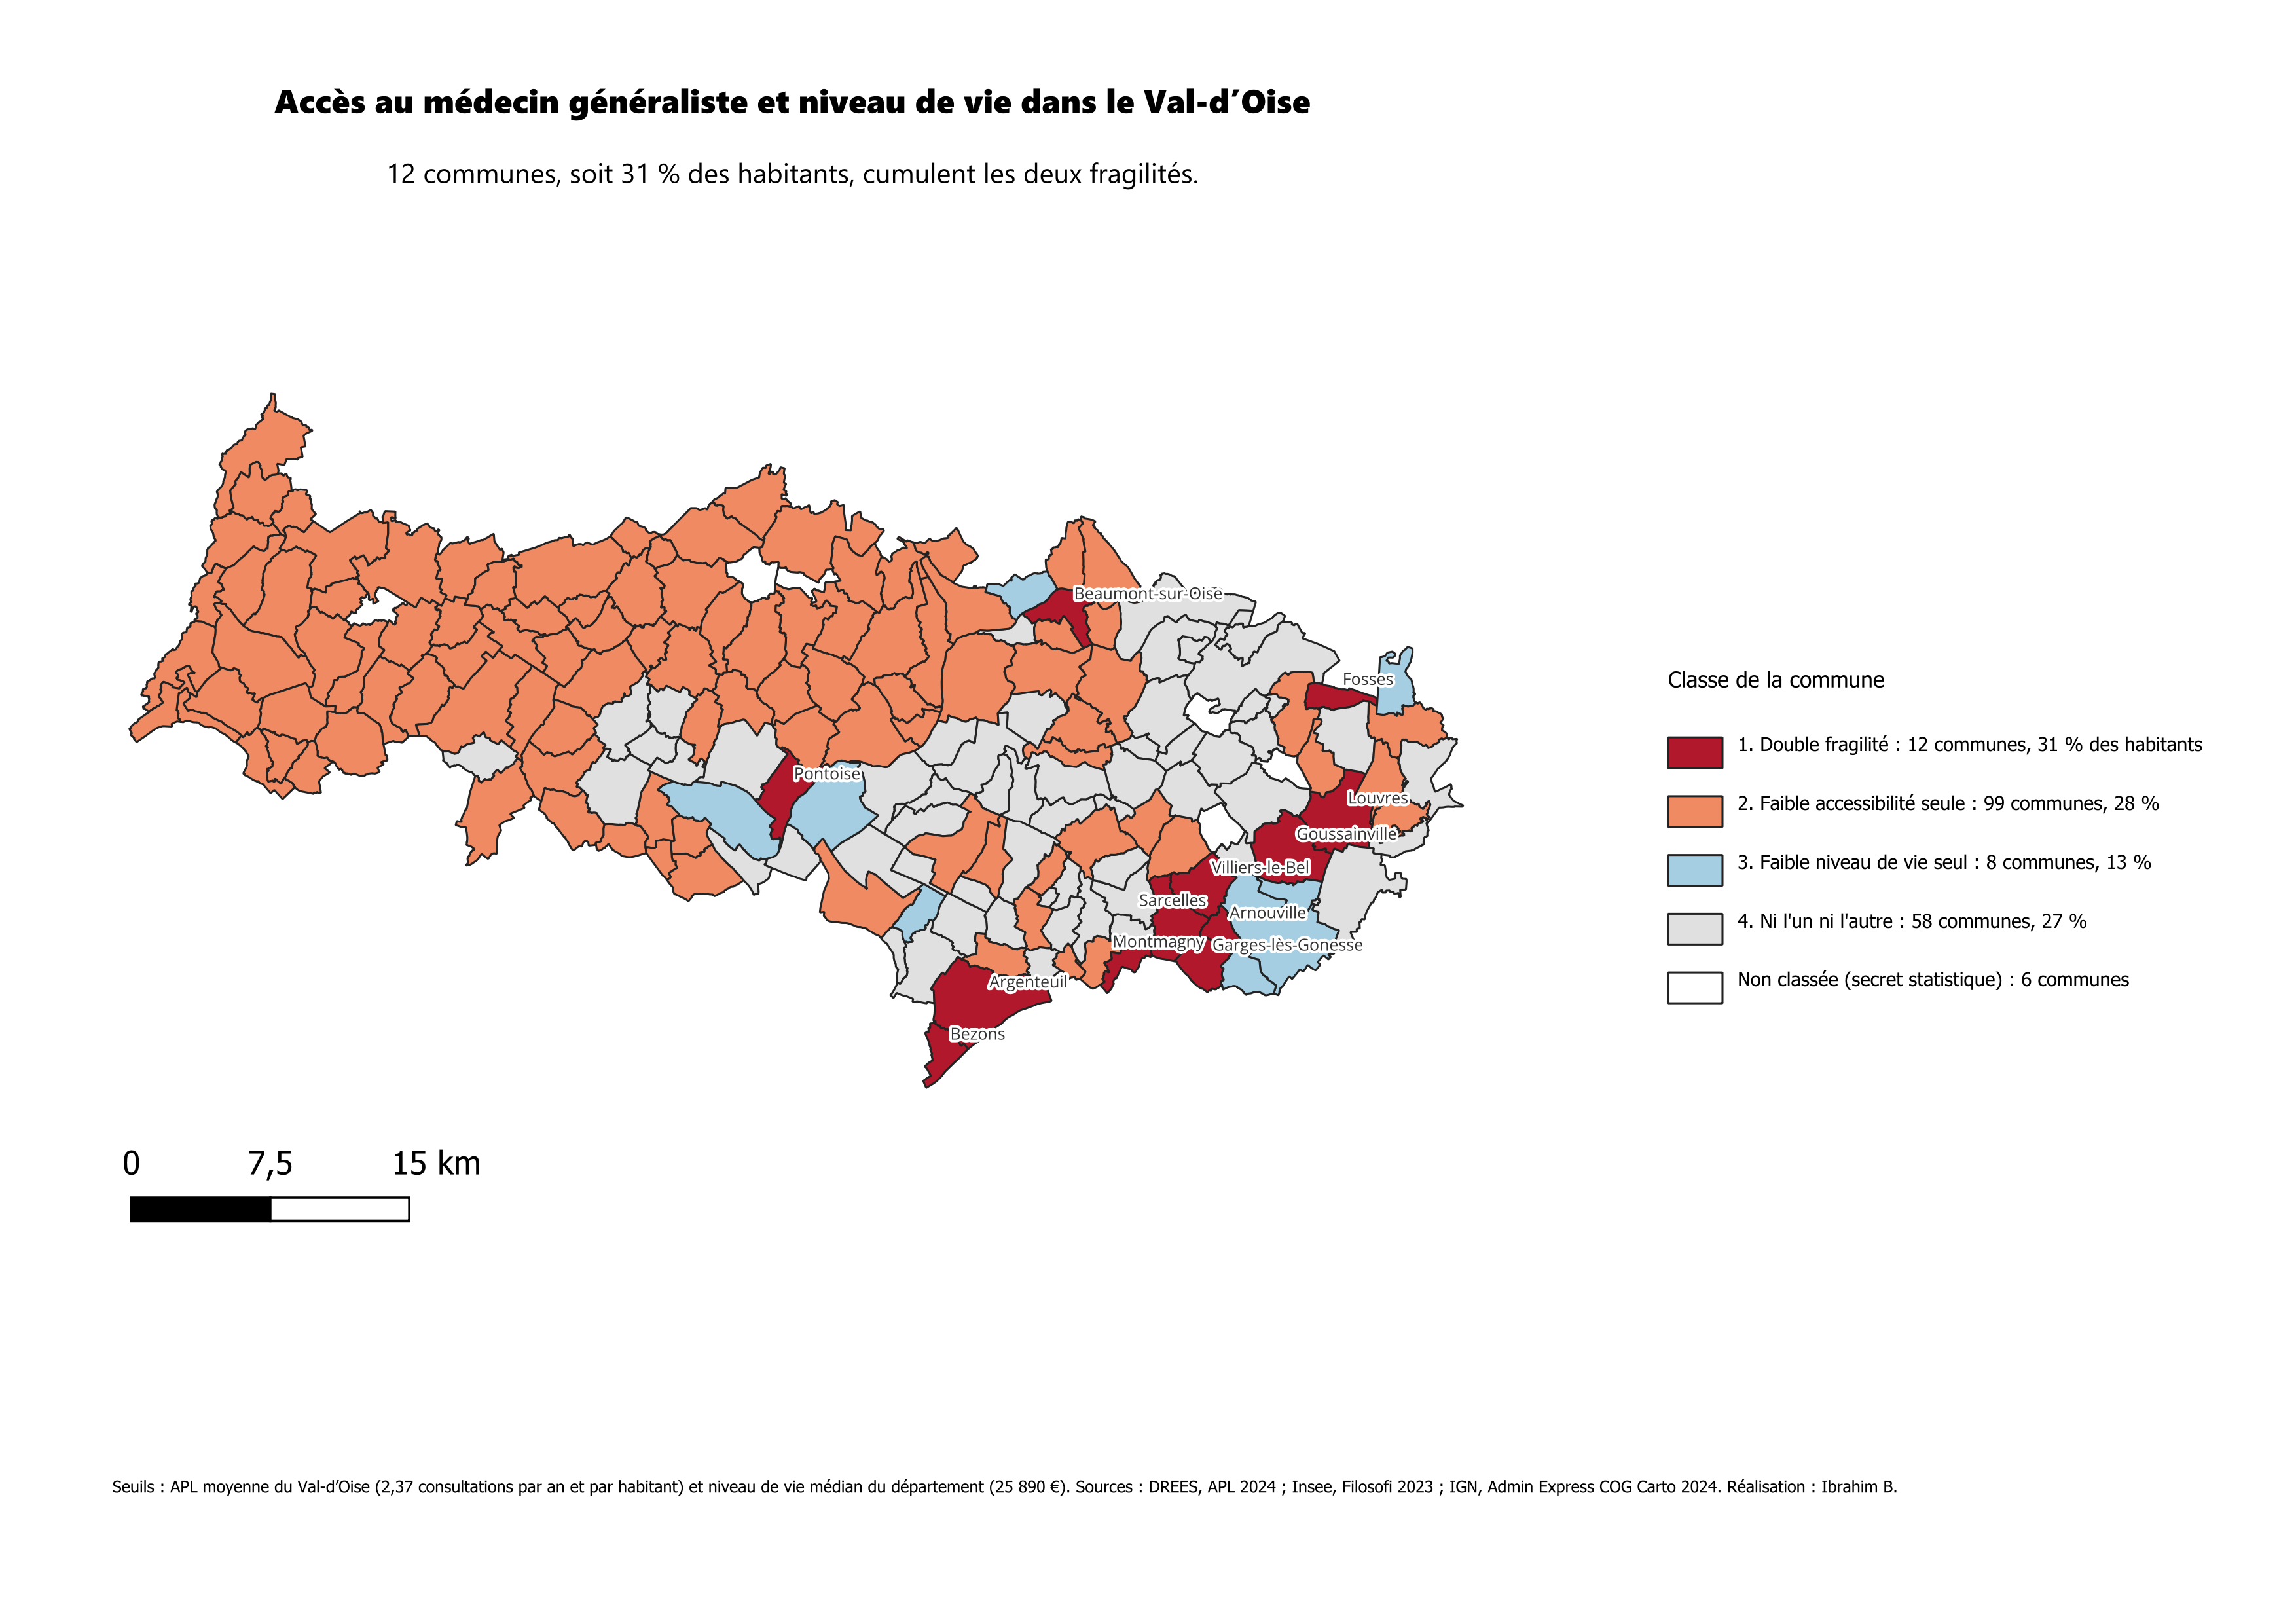 Accès au médecin généraliste et niveau de vie dans le Val-d’Oise
12 communes, soit 31 % des habitants, cumulent les deux fragilités.
Beaumont-sur-Oise
Fosses
Pontoise
Louvres
Goussainville
Villiers-le-Bel
Sarcelles
Arnouville
Montmagny
Garges-lès-Gonesse
Argenteuil
Bezons
Classe de la commune
1. Double fragilité : 12 communes, 31 % des habitants
2. Faible accessibilité seule : 99 communes, 28 %
3. Faible niveau de vie seul : 8 communes, 13 %
4. Ni l'un ni l'autre : 58 communes, 27 %
Non classée (secret statistique) : 6 communes
0 7,5 15 km
Seuils : APL moyenne du Val-d’Oise (2,37 consultations par an et par habitant) et niveau de vie médian du département (25 890 €). Sources : DREES, APL 2024 ; Insee, Filosofi 2023 ; IGN, Admin Express COG Carto 2024. Réalisation : Ibrahim B.